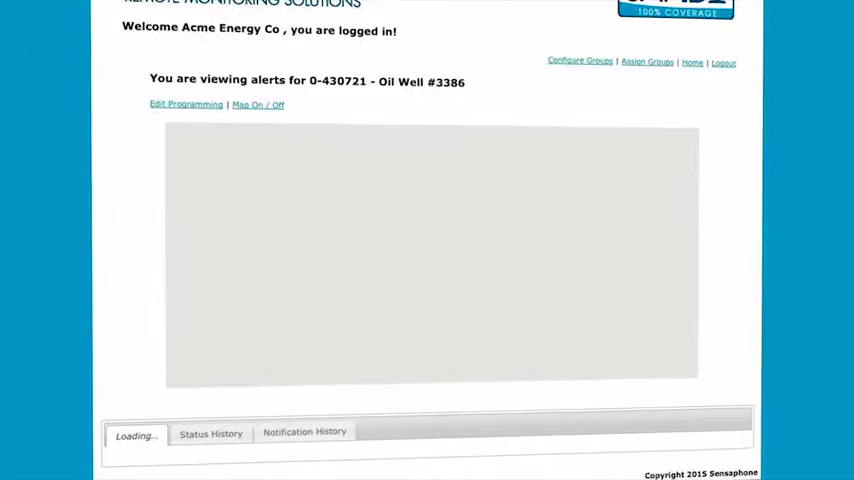 REMOTE MONITORING SOLUTIONS
100% COVERAGE
Welcome Acme Energy Co , you are logged in!
Configure Groups | Assign Groups | Home | Logout
You are viewing alerts for 0-430721 - Oil Well #3386
Edit Programming | Map On / Off
Loading... Status History Notification History
Copyright 2015 Sensaphone